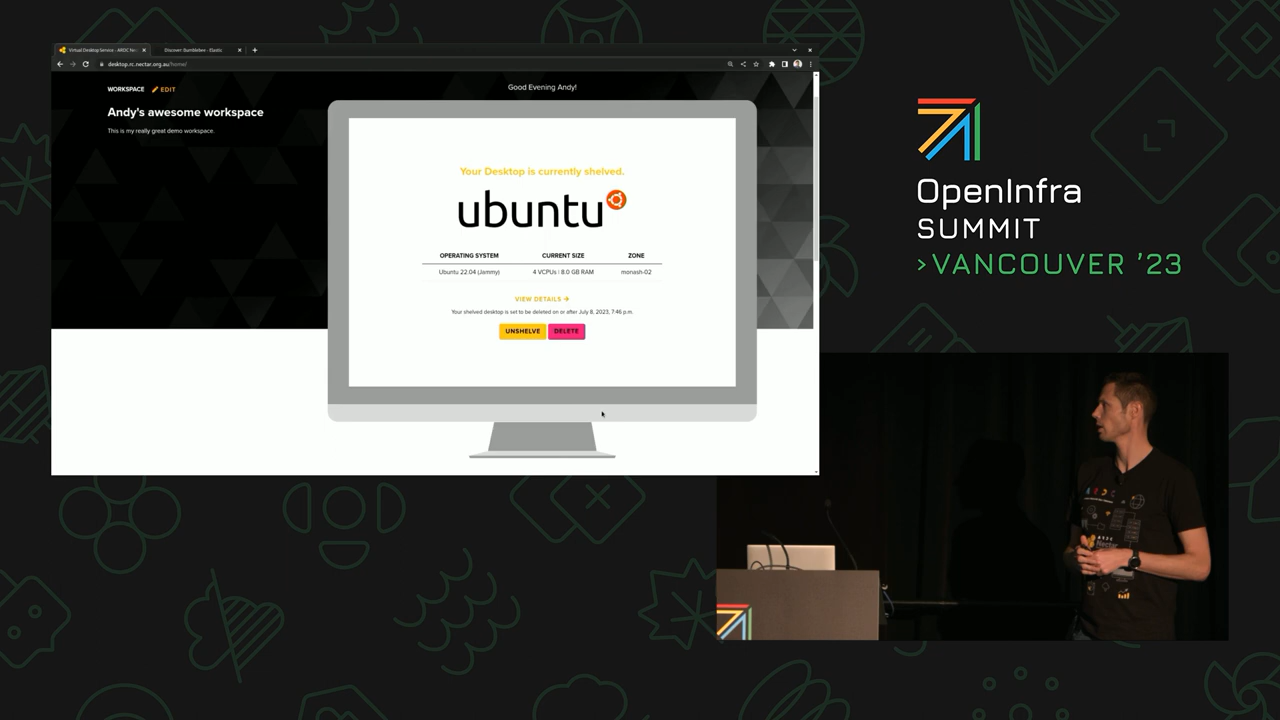 Virtual Desktop Service - ARDC Nec
Discover Bumblebee - Elastic
desktop.rc.nectar.org.au/home/
WORKSPACE EDIT
Good Evening Andy!
Andy's awesome workspace
This is my really great demo workspace.
Your Desktop is currently shelved.
ubuntu
OPERATING SYSTEM CURRENT SIZE ZONE
Ubuntu 22.04 (Jammy) 4 VCPUs | 8.0 GB RAM monash-02
VIEW DETAILS
Your shelved desktop is set to be deleted on or after July 8, 2023, 7:46 p.m.
UNSHELVE DELETE
OpenInfra
SUMMIT
>VANCOUVER '23
ARDC
Nectar